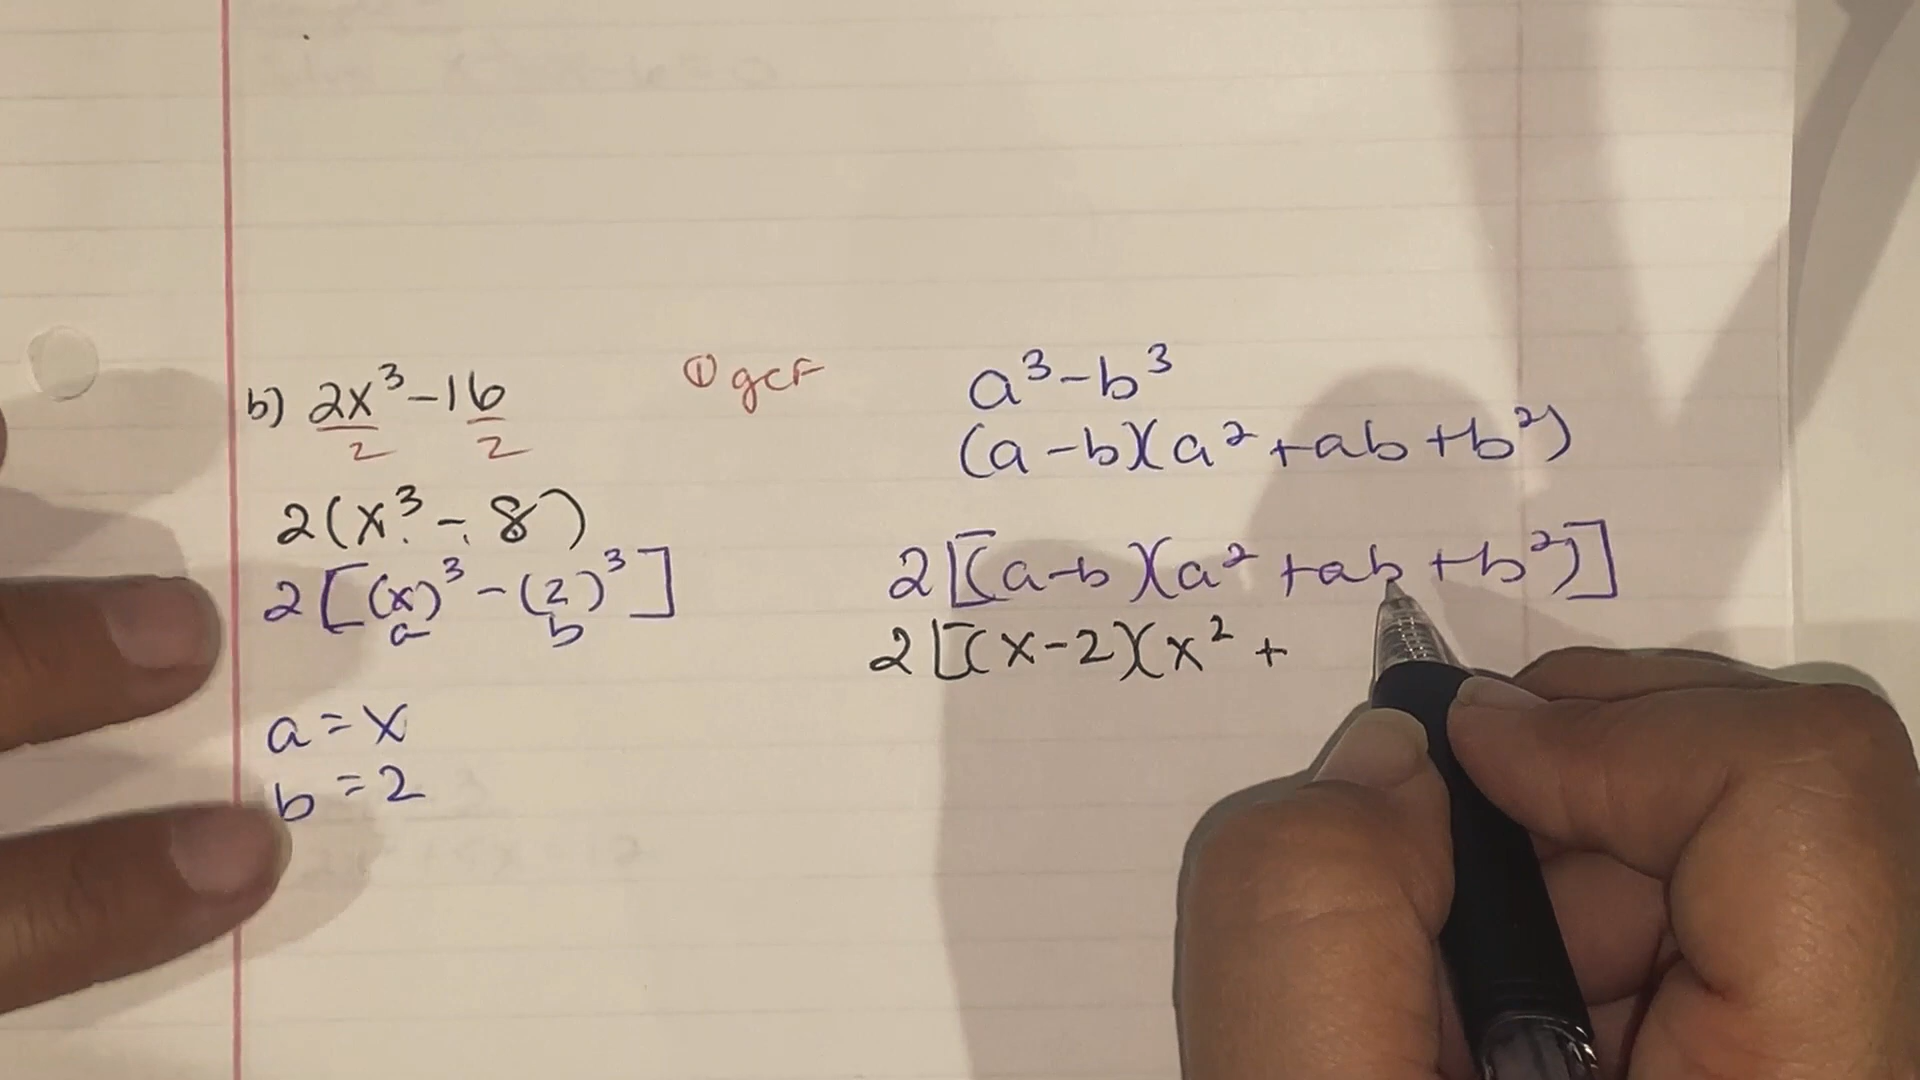 b) 2x³ - 16
2 2
2(x³ - 8)
2[(x)³ - (2)³]
a b
a = x
b = 2
① gcf
a³ - b³
(a - b)(a² + ab + b²)
2[(a - b)(a² + ab + b²)]
2[(x - 2)(x² +